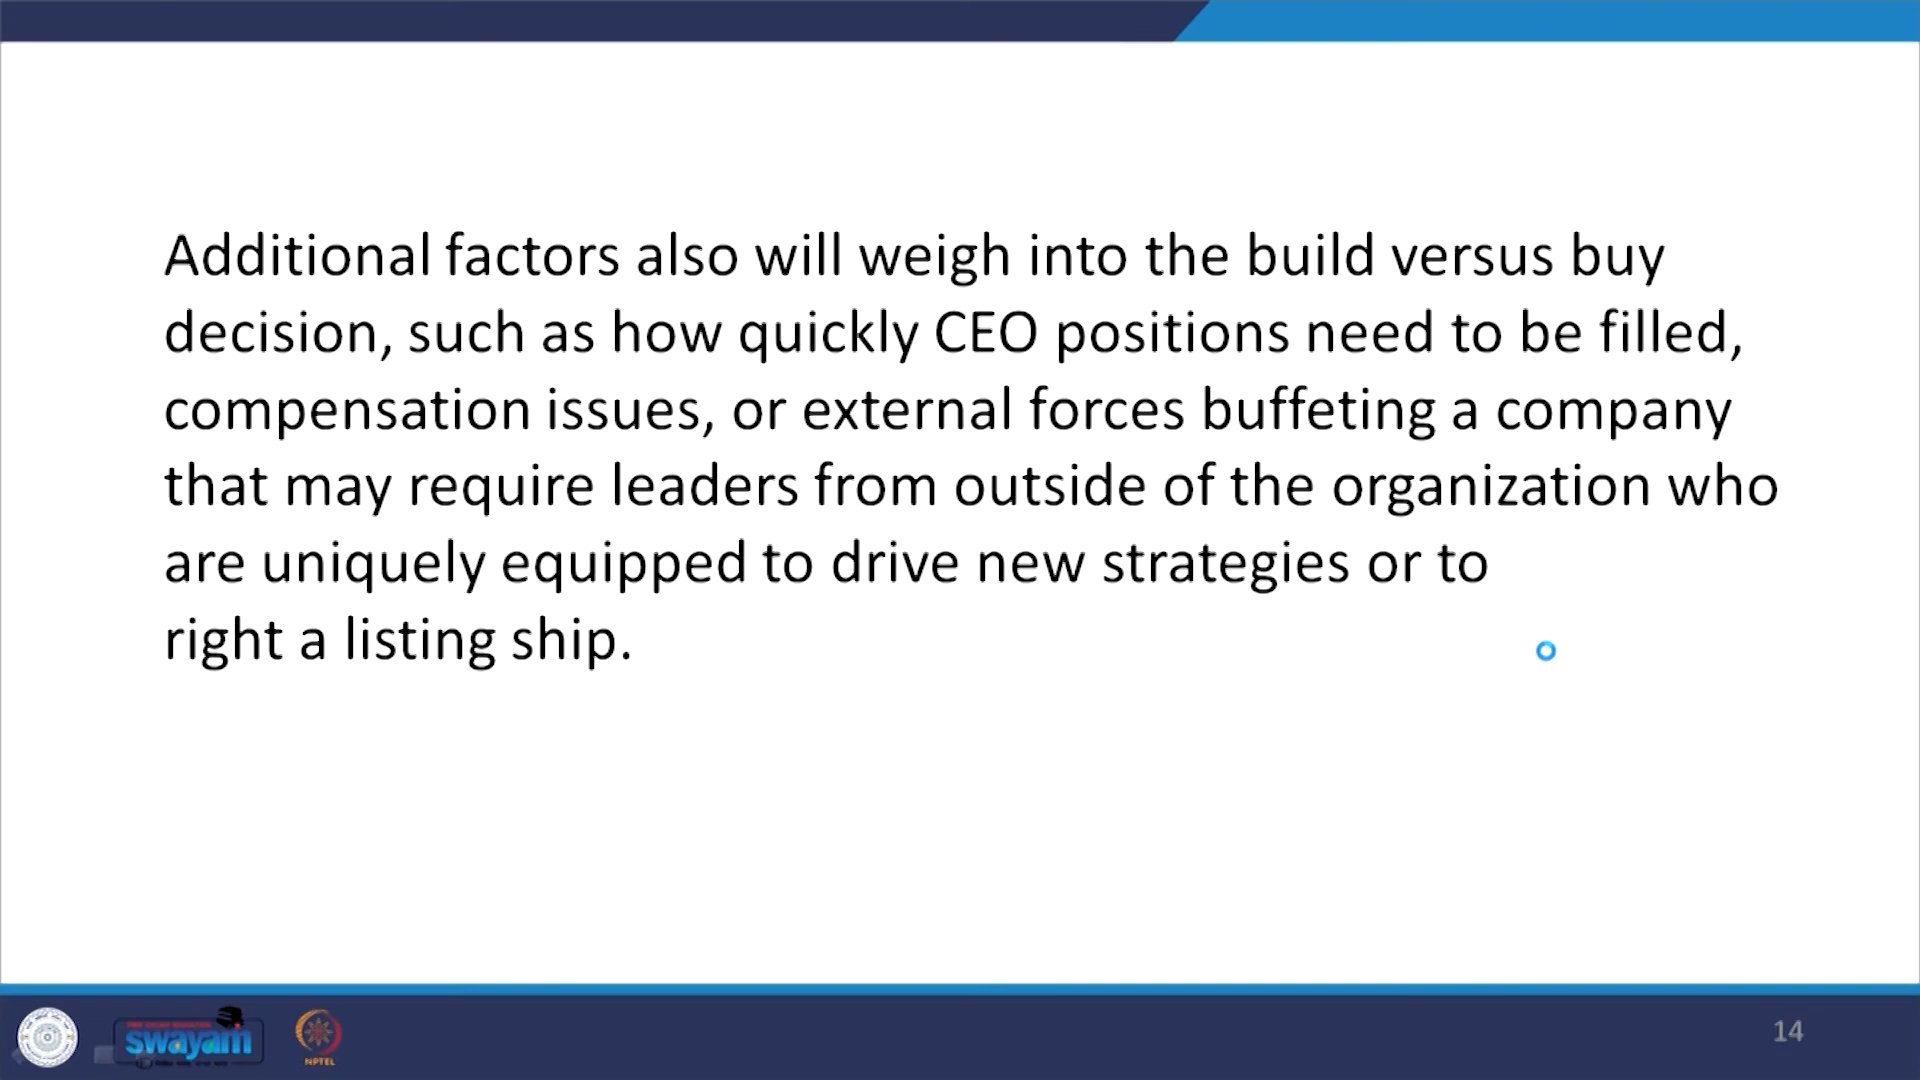 Additional factors also will weigh into the build versus buy
decision, such as how quickly CEO positions need to be filled,
compensation issues, or external forces buffeting a company
that may require leaders from outside of the organization who
are uniquely equipped to drive new strategies or to
right a listing ship.
swayam
NPTEL
14